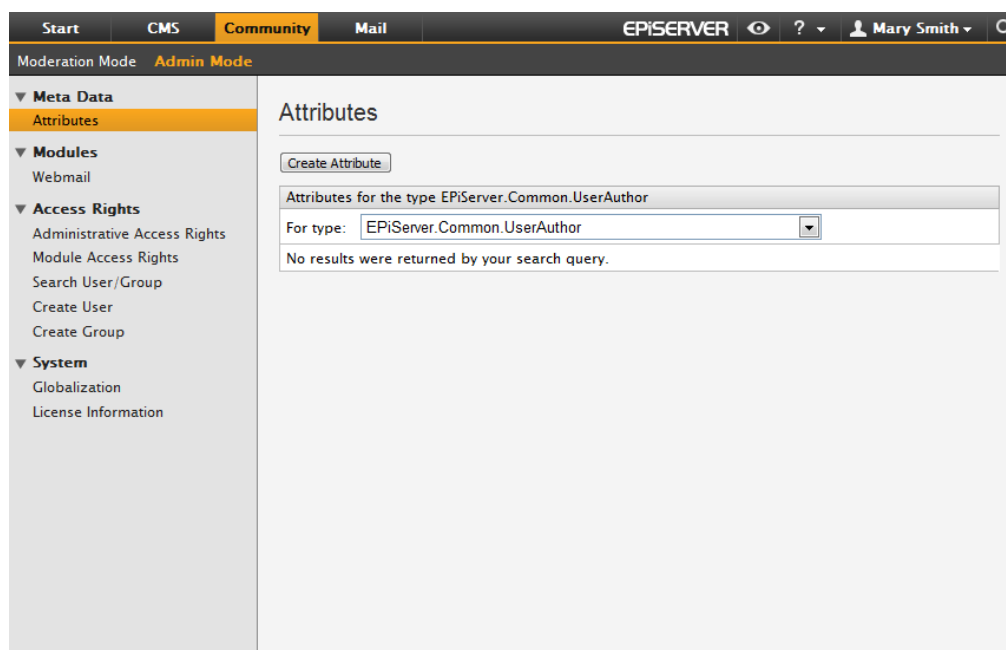 Start CMS Community Mail EPiSERVER ? Mary Smith
Moderation Mode Admin Mode
Meta Data
Attributes
Modules
Webmail
Access Rights
Administrative Access Rights
Module Access Rights
Search User/Group
Create User
Create Group
System
Globalization
License Information
Attributes
Create Attribute
Attributes for the type EPiServer.Common.UserAuthor
For type: EPiServer.Common.UserAuthor
No results were returned by your search query.